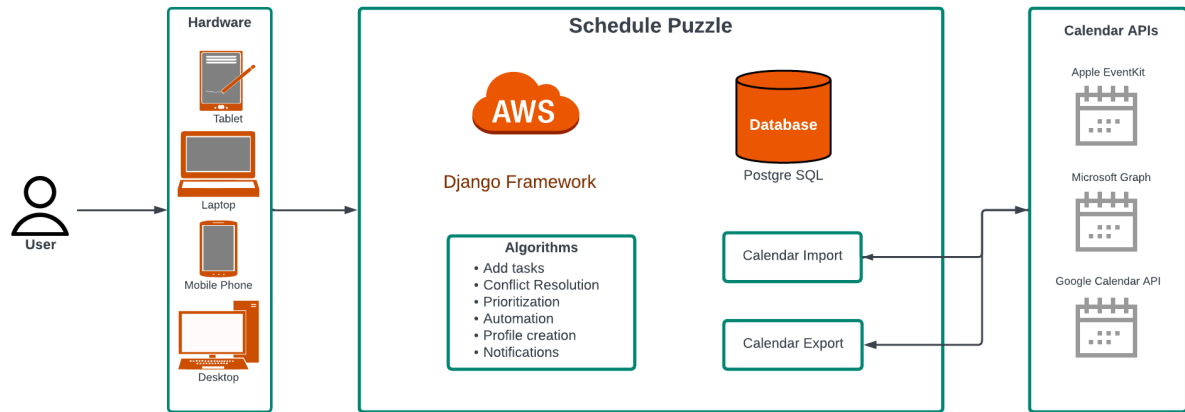 User
Hardware
Tablet
Laptop
Mobile Phone
Desktop
Schedule Puzzle
AWS
Django Framework
Database
Postgre SQL
Algorithms
• Add tasks
• Conflict Resolution
• Prioritization
• Automation
• Profile creation
• Notifications
Calendar Import
Calendar Export
Calendar APIs
Apple EventKit
Microsoft Graph
Google Calendar API